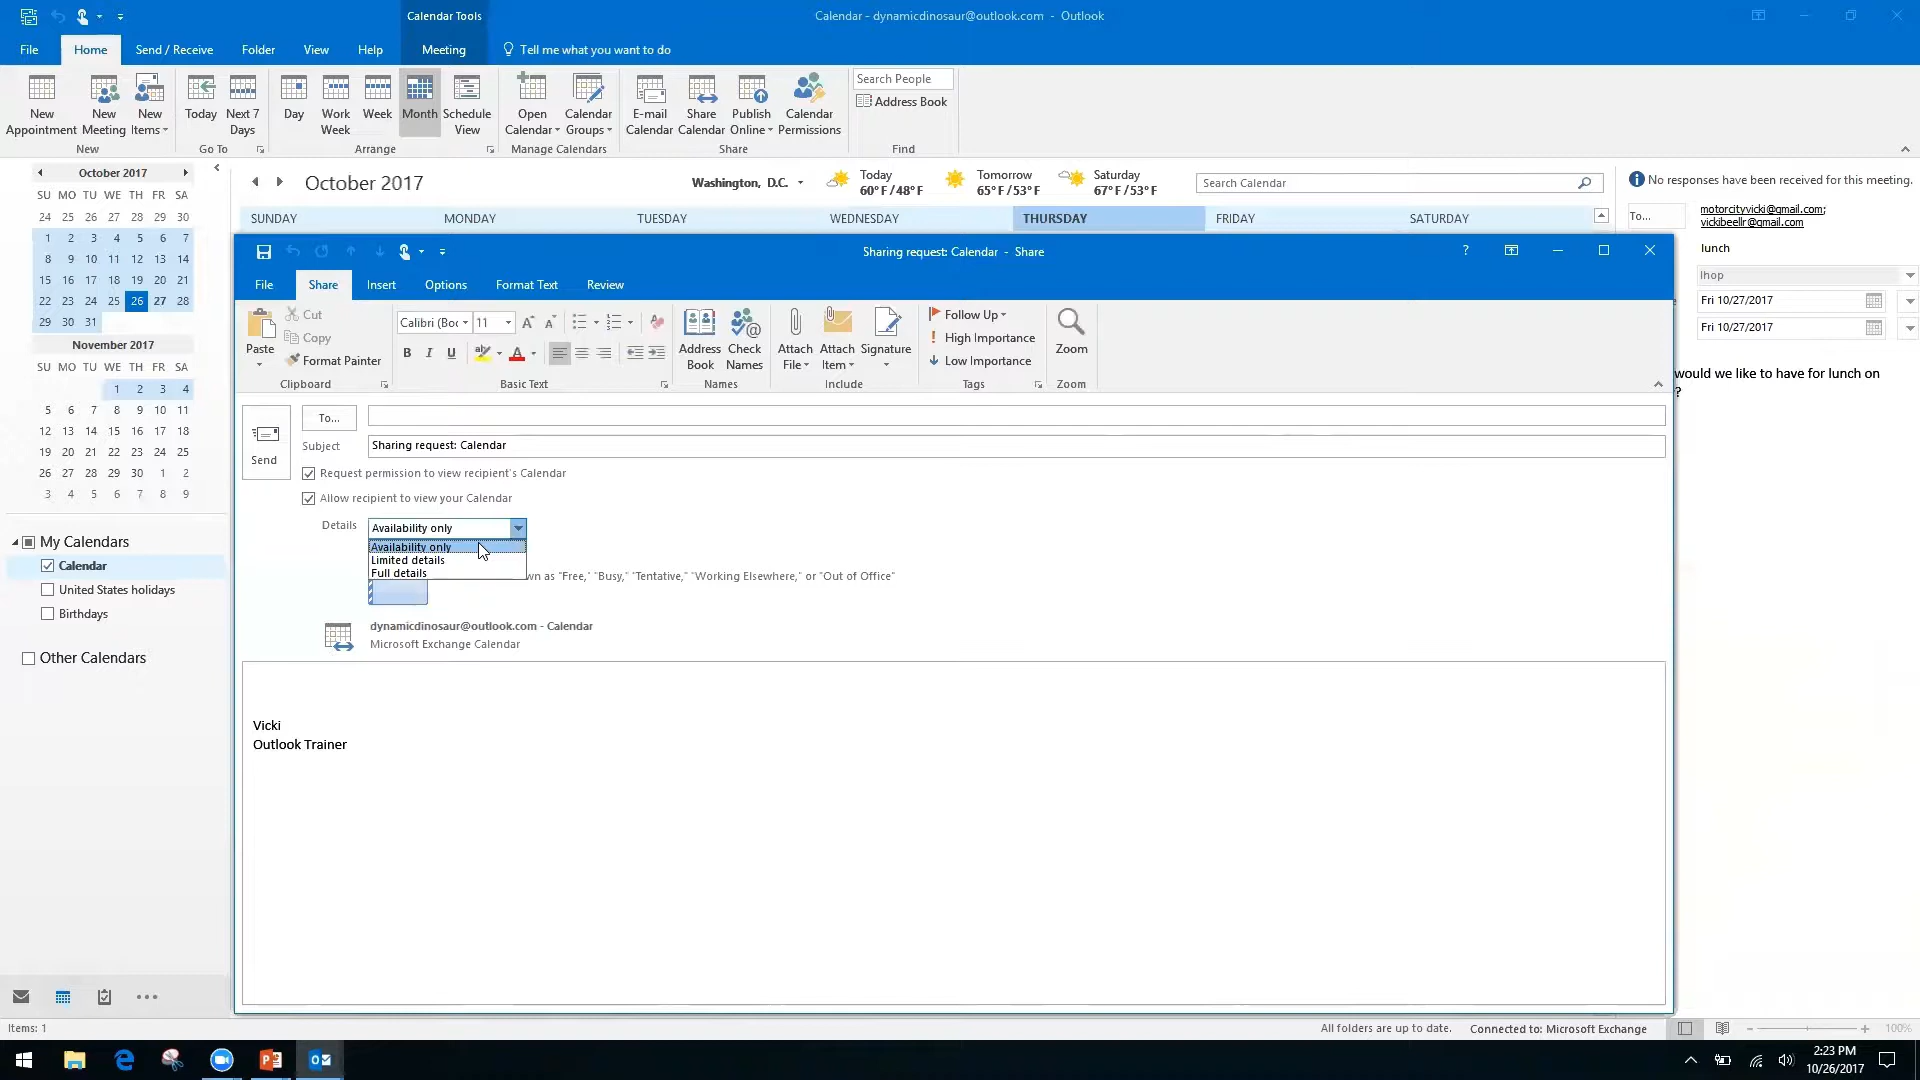 Calendar Tools
Calendar - dynamicdinosaur@outlook.com - Outlook
File Home Send / Receive Folder View Help Meeting Tell me what you want to do
New Appointment
New Meeting
New Items
Today
Next 7 Days
Day
Work Week
Week
Month
Schedule View
Open Calendar
Calendar Groups
E-mail Calendar
Share Calendar
Publish Online
Calendar Permissions
Search People
Address Book
New Go To Arrange Manage Calendars Share Find
October 2017
SU MO TU WE TH FR SA
24 25 26 27 28 29 30
1 2 3 4 5 6 7
8 9 10 11 12 13 14
15 16 17 18 19 20 21
22 23 24 25 26 27 28
29 30 31
November 2017
SU MO TU WE TH FR SA
1 2 3 4
5 6 7 8 9 10 11
12 13 14 15 16 17 18
19 20 21 22 23 24 25
26 27 28 29 30 1 2
3 4 5 6 7 8 9
My Calendars
Calendar
United States holidays
Birthdays
Other Calendars
October 2017
Washington, D.C.
Today
60°F/48°F
Tomorrow
65°F/53°F
Saturday
67°F/53°F
Search Calendar
SUNDAY MONDAY TUESDAY WEDNESDAY THURSDAY FRIDAY SATURDAY
No responses have been received for this meeting.
To...
motorcityvicki@gmail.com;
vickibeellr@gmail.com
lunch
Ihop
Fri 10/27/2017
Fri 10/27/2017
would we like to have for lunch on
?
Sharing request: Calendar - Share
?
File Share Insert Options Format Text Review
Paste
Cut
Copy
Format Painter
Clipboard
Calibri (Boc 11
A A
B I U A
Basic Text
Address Book
Check Names
Names
Attach File
Attach Item
Signature
Include
Follow Up
High Importance
Low Importance
Tags
Zoom
Zoom
Send
To...
Subject Sharing request: Calendar
Request permission to view recipient's Calendar
Allow recipient to view your Calendar
Details Availability only
Availability only
Limited details
Full details
wn as "Free," "Busy," "Tentative," "Working Elsewhere," or "Out of Office"
dynamicdinosaur@outlook.com - Calendar
Microsoft Exchange Calendar
Vicki
Outlook Trainer
Items: 1
All folders are up to date. Connected to: Microsoft Exchange
100%
2:23 PM
10/26/2017